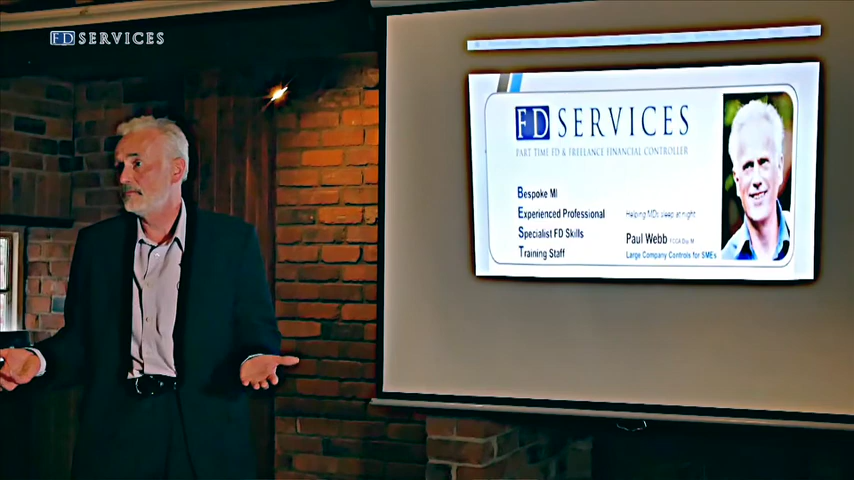 FD SERVICES
FD SERVICES
PART TIME FD & FREELANCE FINANCIAL CONTROLLER
Bespoke MI
Experienced Professional
Specialist FD Skills
Training Staff
Helping MDs sleep at night
Paul Webb
Large Company Controls for SMEs